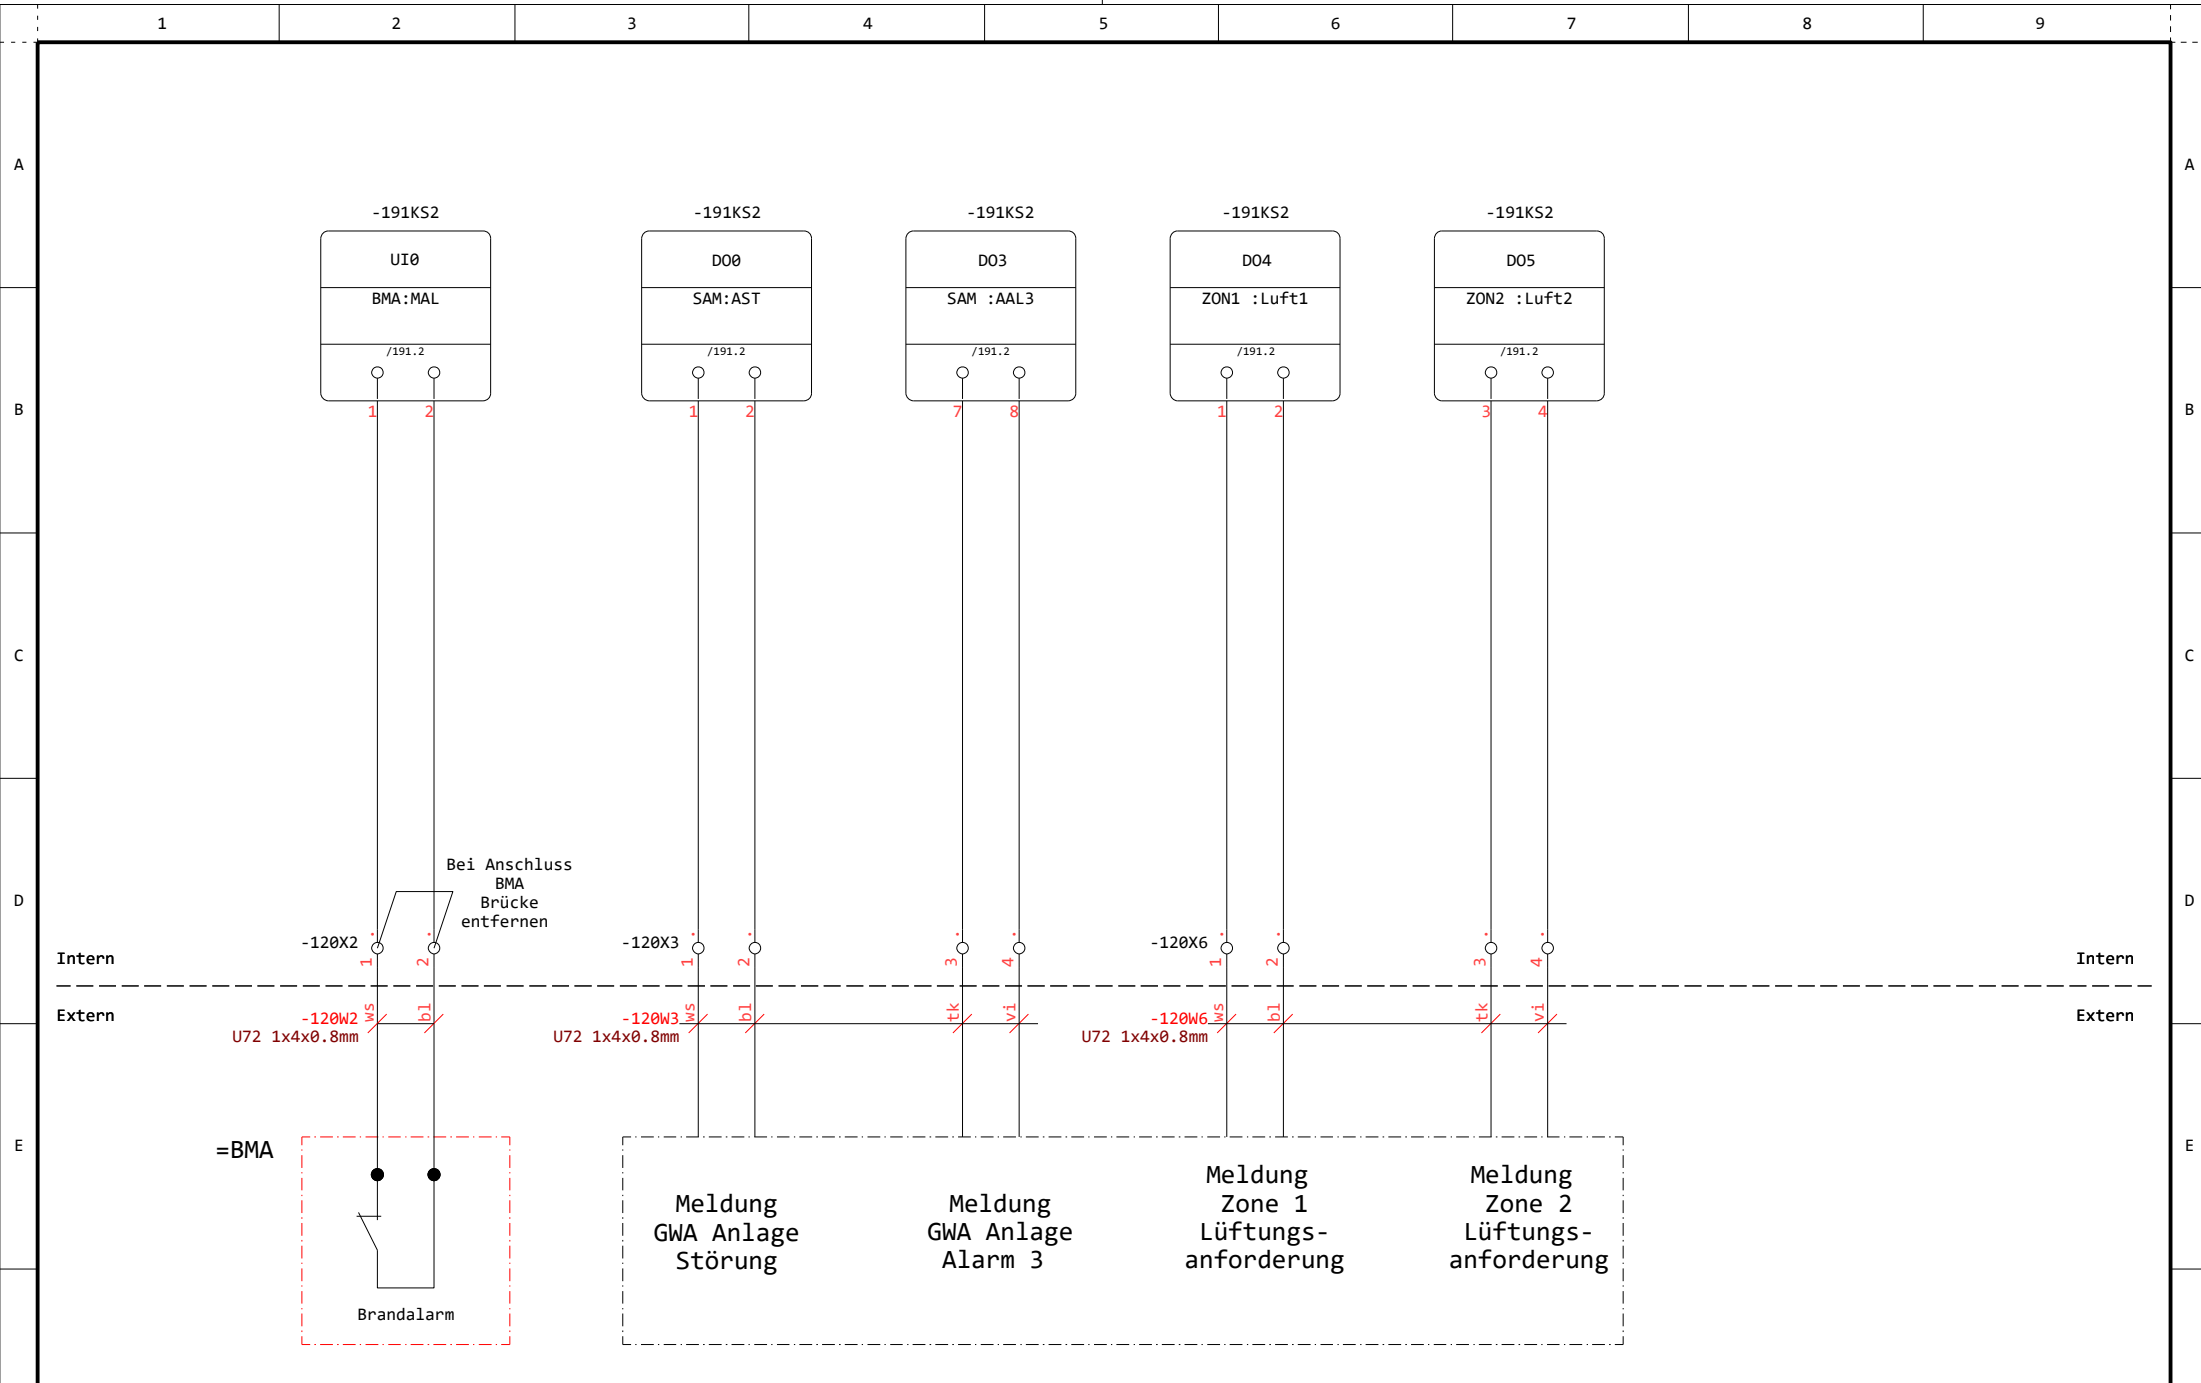 1 2 3 4 5 6 7 8 9
A A
-191KS2 -191KS2 -191KS2 -191KS2 -191KS2
UI0 DO0 DO3 DO4 DO5
BMA:MAL SAM:AST SAM :AAL3 ZON1 :Luft1 ZON2 :Luft2
/191.2 /191.2 /191.2 /191.2 /191.2
B 1 2 1 2 7 8 1 2 3 4 B
C C
Bei Anschluss
BMA
Brücke
entfernen
D D
-120X2 -120X3 -120X6
1 2 1 2 3 4 1 2 3 4
Intern Intern
Extern Extern
ws bl ws bl tk vi ws bl tk vi
-120W2 -120W3 -120W6
U72 1x4x0.8mm U72 1x4x0.8mm U72 1x4x0.8mm
E E
=BMA
Brandalarm
Meldung
GWA Anlage
Störung
Meldung
GWA Anlage
Alarm 3
Meldung
Zone 1
Lüftungs-
anforderung
Meldung
Zone 2
Lüftungs-
anforderung